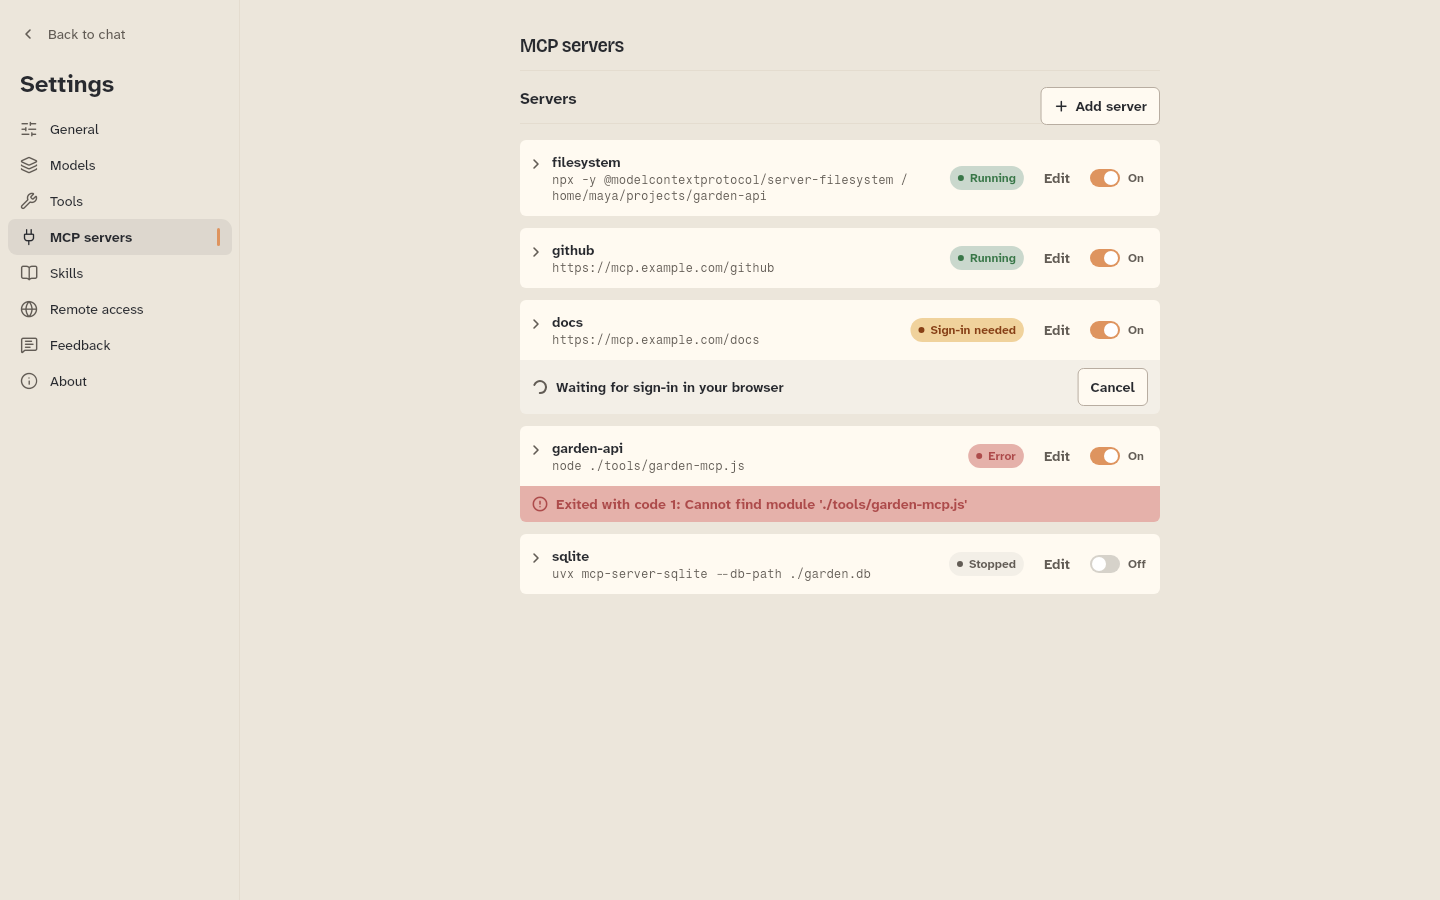 Back to chat
Settings
General
Models
Tools
MCP servers
Skills
Remote access
Feedback
About
MCP servers
Servers
Add server
filesystem
npx -y @modelcontextprotocol/server-filesystem /
home/maya/projects/garden-api
Running
Edit
On
github
https://mcp.example.com/github
Running
Edit
On
docs
https://mcp.example.com/docs
Sign-in needed
Edit
On
Waiting for sign-in in your browser
Cancel
garden-api
node ./tools/garden-mcp.js
Error
Edit
On
Exited with code 1: Cannot find module './tools/garden-mcp.js'
sqlite
uvx mcp-server-sqlite --db-path ./garden.db
Stopped
Edit
Off